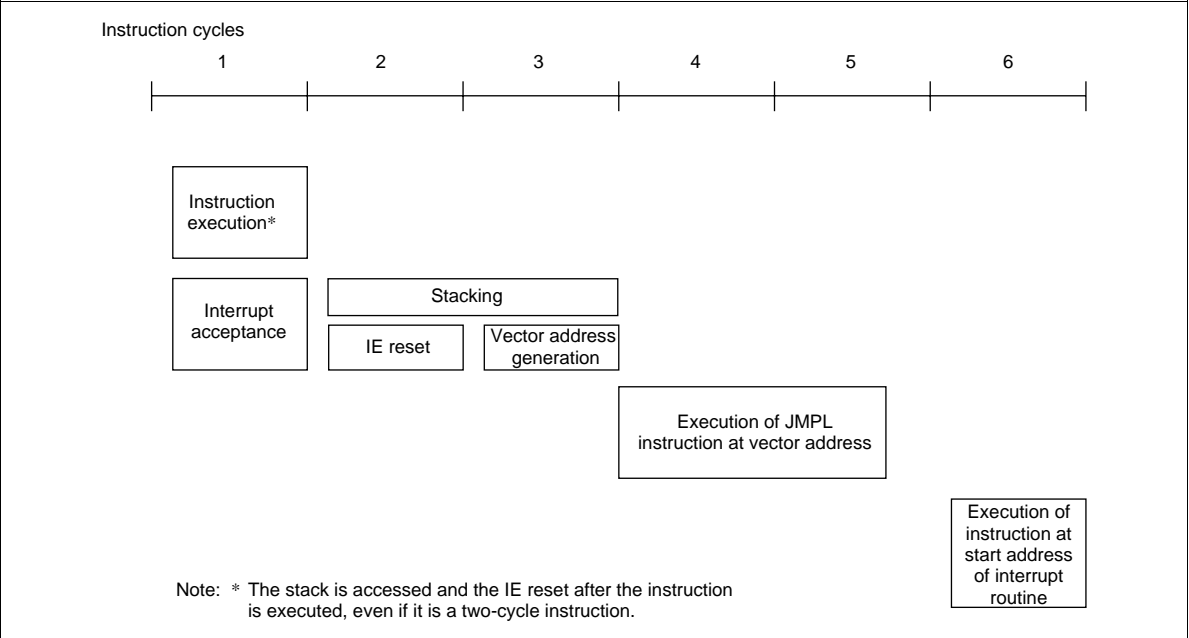 Instruction cycles
1 2 3 4 5 6
Instruction
execution*
Interrupt
acceptance
Stacking
IE reset
Vector address
generation
Execution of JMPL
instruction at vector address
Execution of
instruction at
start address
of interrupt
routine
Note: * The stack is accessed and the IE reset after the instruction
is executed, even if it is a two-cycle instruction.